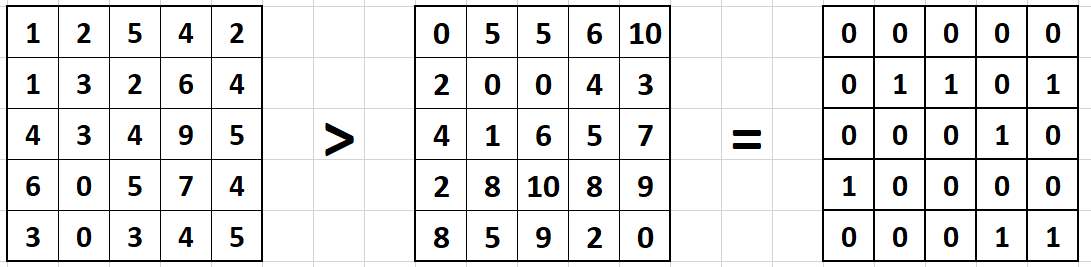 1 2 5 4 2 0 5 5 6 10 0 0 0 0 0
1 3 2 6 4 2 0 0 4 3 0 1 1 0 1
4 3 4 9 5 > 4 1 6 5 7 = 0 0 0 1 0
6 0 5 7 4 2 8 10 8 9 1 0 0 0 0
3 0 3 4 5 8 5 9 2 0 0 0 0 1 1